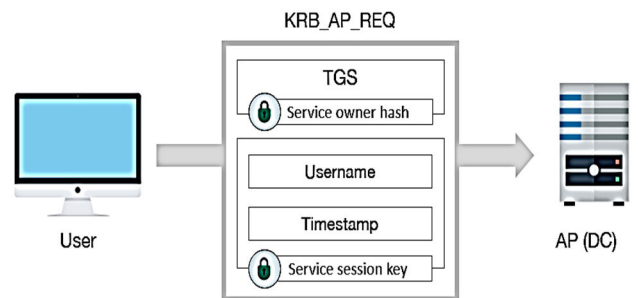 KRB_AP_REQ
TGS
Service owner hash
Username
Timestamp
Service session key
User
AP (DC)